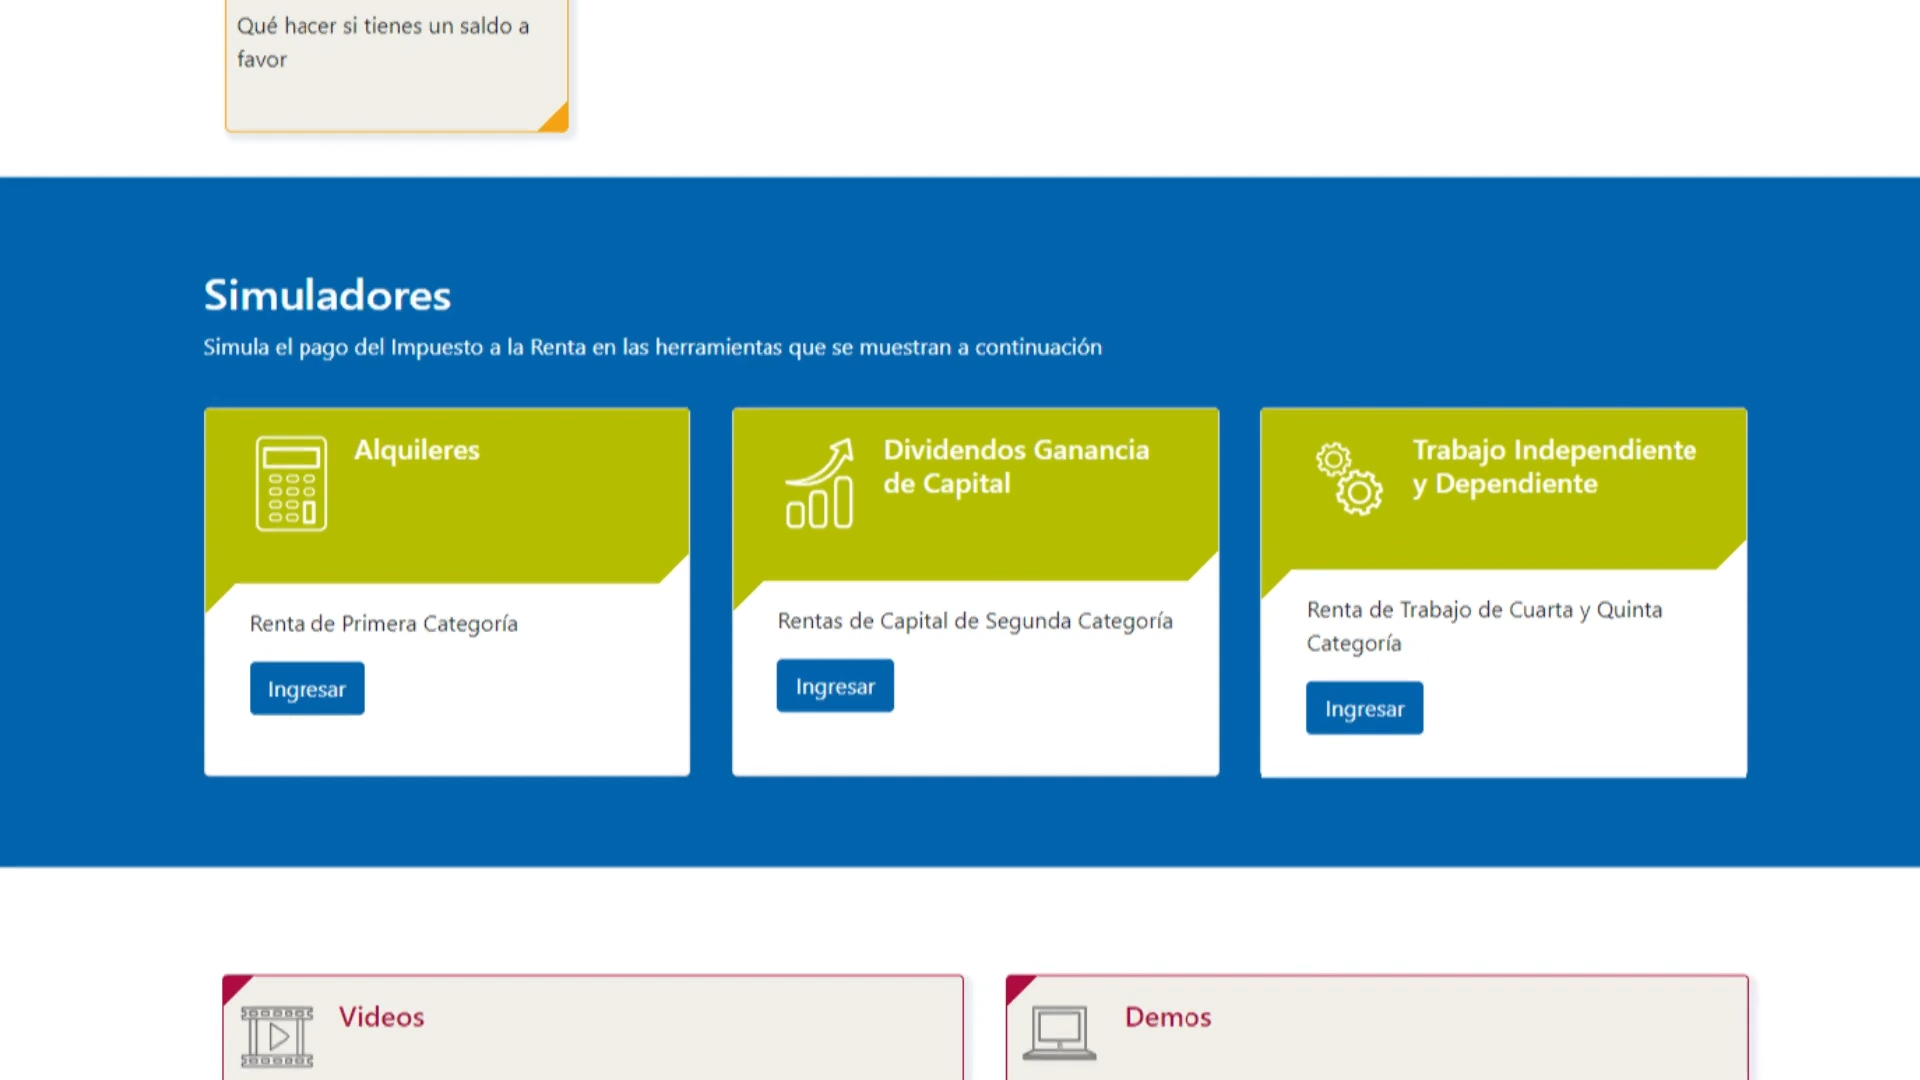 Qué hacer si tienes un saldo a
favor
Simuladores
Simula el pago del Impuesto a la Renta en las herramientas que se muestran a continuación
Alquileres
Renta de Primera Categoría
Ingresar
Dividendos Ganancia
de Capital
Rentas de Capital de Segunda Categoría
Ingresar
Trabajo Independiente
y Dependiente
Renta de Trabajo de Cuarta y Quinta
Categoría
Ingresar
Videos
Demos